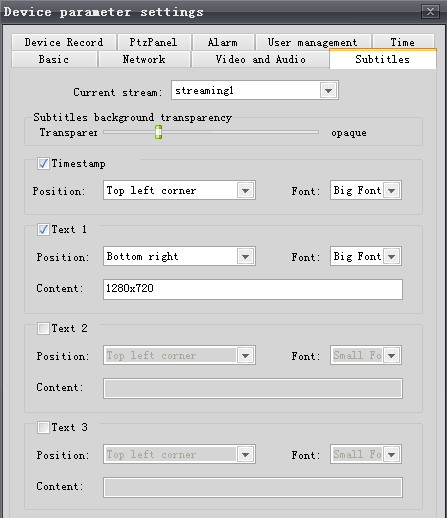 Device parameter settings
Device Record PtzPanel Alarm User management Time
Basic Network Video and Audio Subtitles
Current stream: streaming1
Subtitles background transparency
Transparer opaque
Timestamp
Position: Top left corner Font: Big Font
Text 1
Position: Bottom right Font: Big Font
Content: 1280x720
Text 2
Position: Top left corner Font: Small Fo
Content:
Text 3
Position: Top left corner Font: Small Fo
Content: